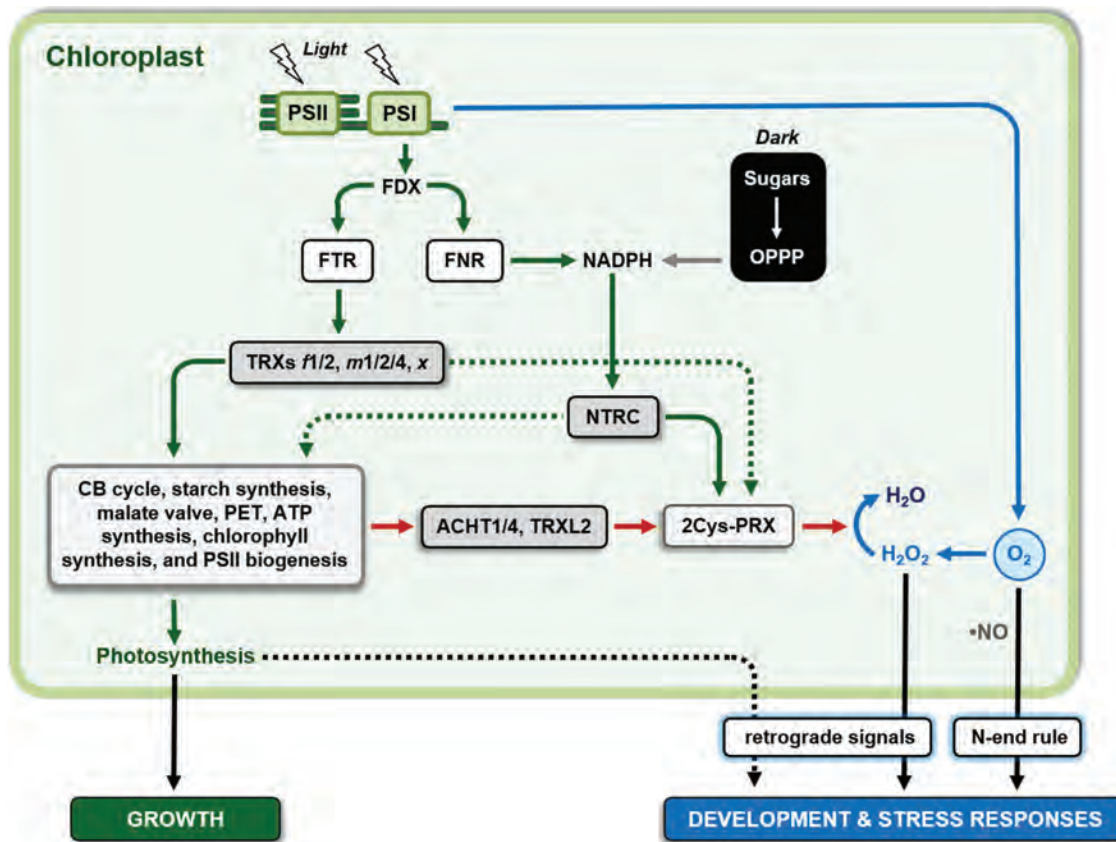 Chloroplast
Light
PSII
PSI
FDX
Dark
Sugars
OPPP
FTR
FNR
NADPH
TRXs f1/2, m1/2/4, x
NTRC
CB cycle, starch synthesis,
malate valve, PET, ATP
synthesis, chlorophyll
synthesis, and PSII biogenesis
ACHT1/4, TRXL2
2Cys-PRX
H₂O
H₂O₂
O₂
•NO
Photosynthesis
retrograde signals
N-end rule
GROWTH
DEVELOPMENT & STRESS RESPONSES